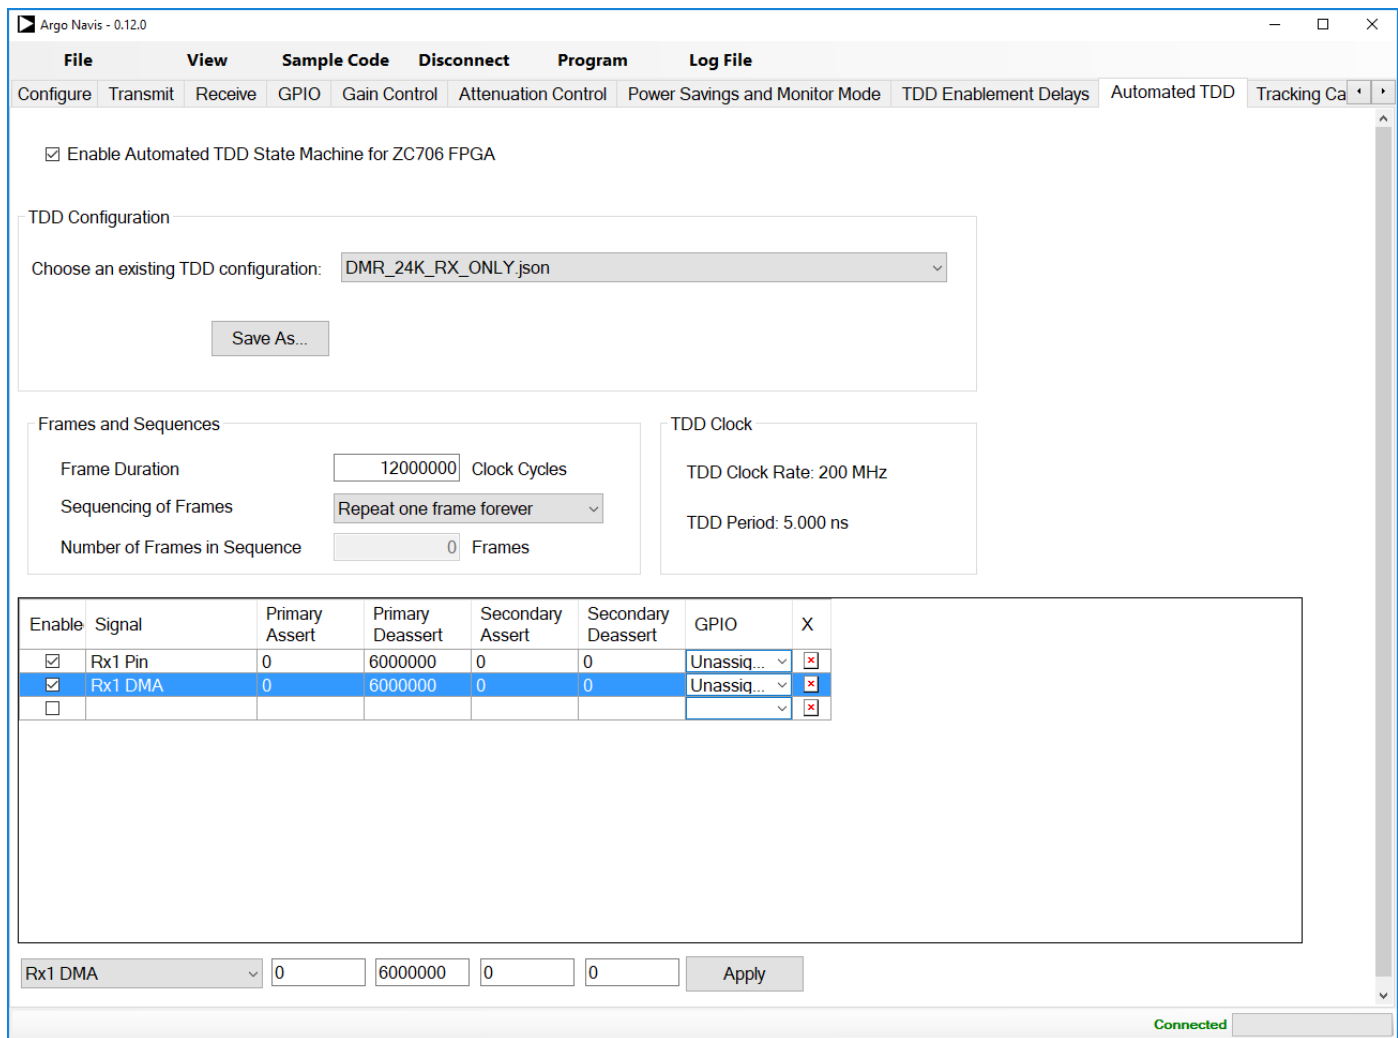 Argo Navis - 0.12.0
File View Sample Code Disconnect Program Log File
Configure Transmit Receive GPIO Gain Control Attenuation Control Power Savings and Monitor Mode TDD Enablement Delays Automated TDD Tracking Ca
Enable Automated TDD State Machine for ZC706 FPGA
TDD Configuration
Choose an existing TDD configuration: DMR_24K_RX_ONLY.json
Save As...
Frames and Sequences TDD Clock
Frame Duration 12000000 Clock Cycles
TDD Clock Rate: 200 MHz
Sequencing of Frames Repeat one frame forever
TDD Period: 5.000 ns
Number of Frames in Sequence 0 Frames
Enable Signal Primary Assert Primary Deassert Secondary Assert Secondary Deassert GPIO X
Rx1 Pin 0 6000000 0 0 Unassig...
Rx1 DMA 0 6000000 0 0 Unassig...
Rx1 DMA 0 6000000 0 0 Apply
Connected